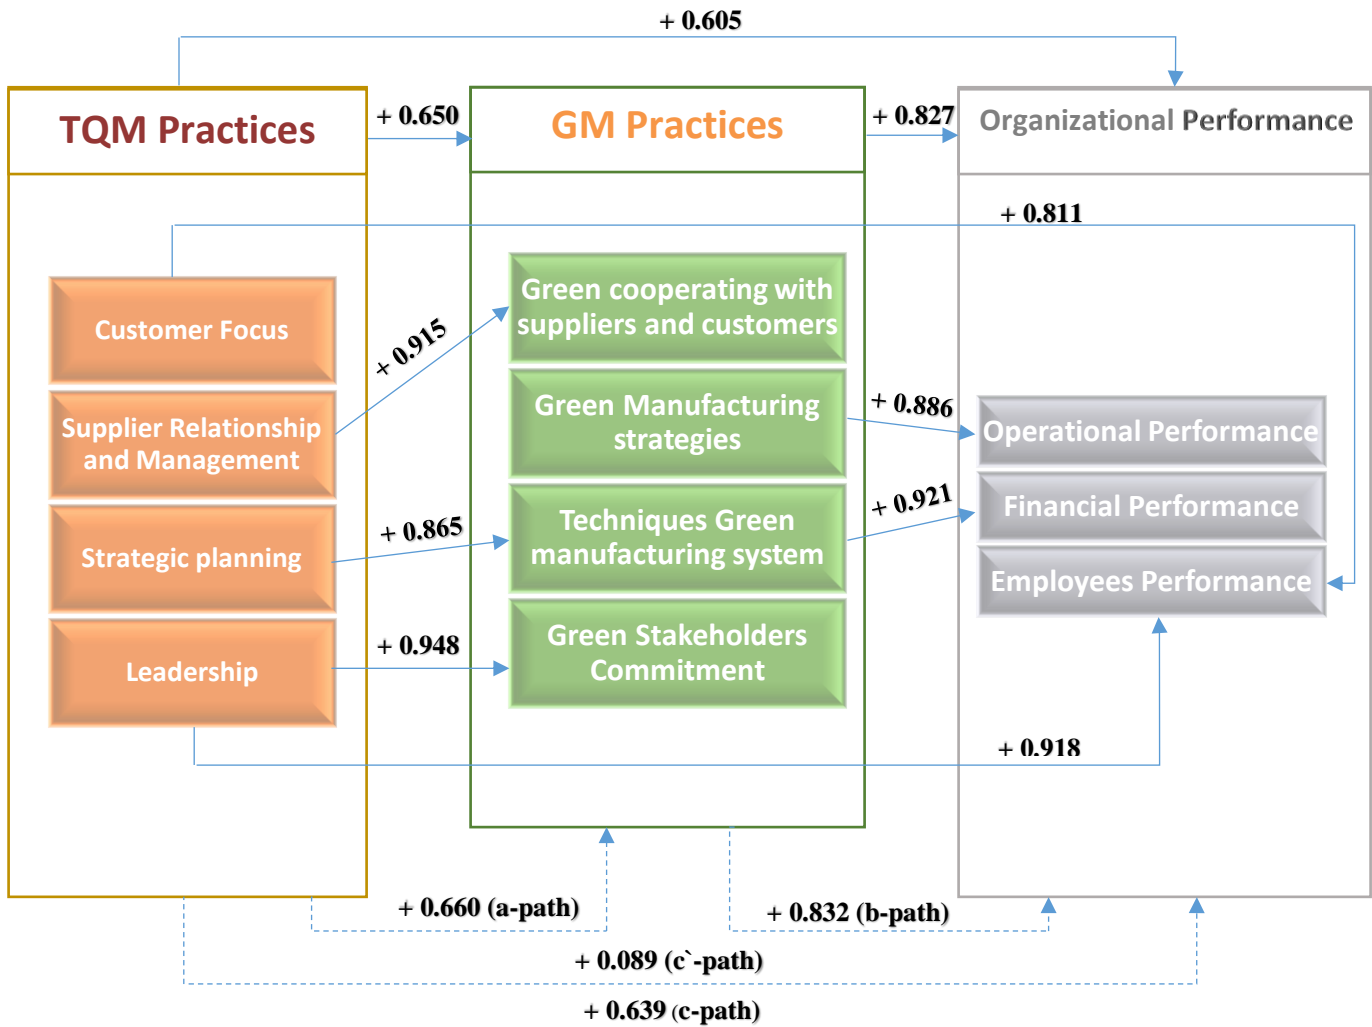 + 0.605
TQM Practices
+ 0.650
GM Practices
+ 0.827
Organizational Performance
+ 0.811
Customer Focus
Supplier Relationship
and Management
Strategic planning
Leadership
+ 0.915
+ 0.865
+ 0.948
Green cooperating with
suppliers and customers
Green Manufacturing
strategies
Techniques Green
manufacturing system
Green Stakeholders
Commitment
+ 0.886
+ 0.921
Operational Performance
Financial Performance
Employees Performance
+ 0.918
+ 0.660 (a-path)
+ 0.832 (b-path)
+ 0.089 (c`-path)
+ 0.639 (c-path)